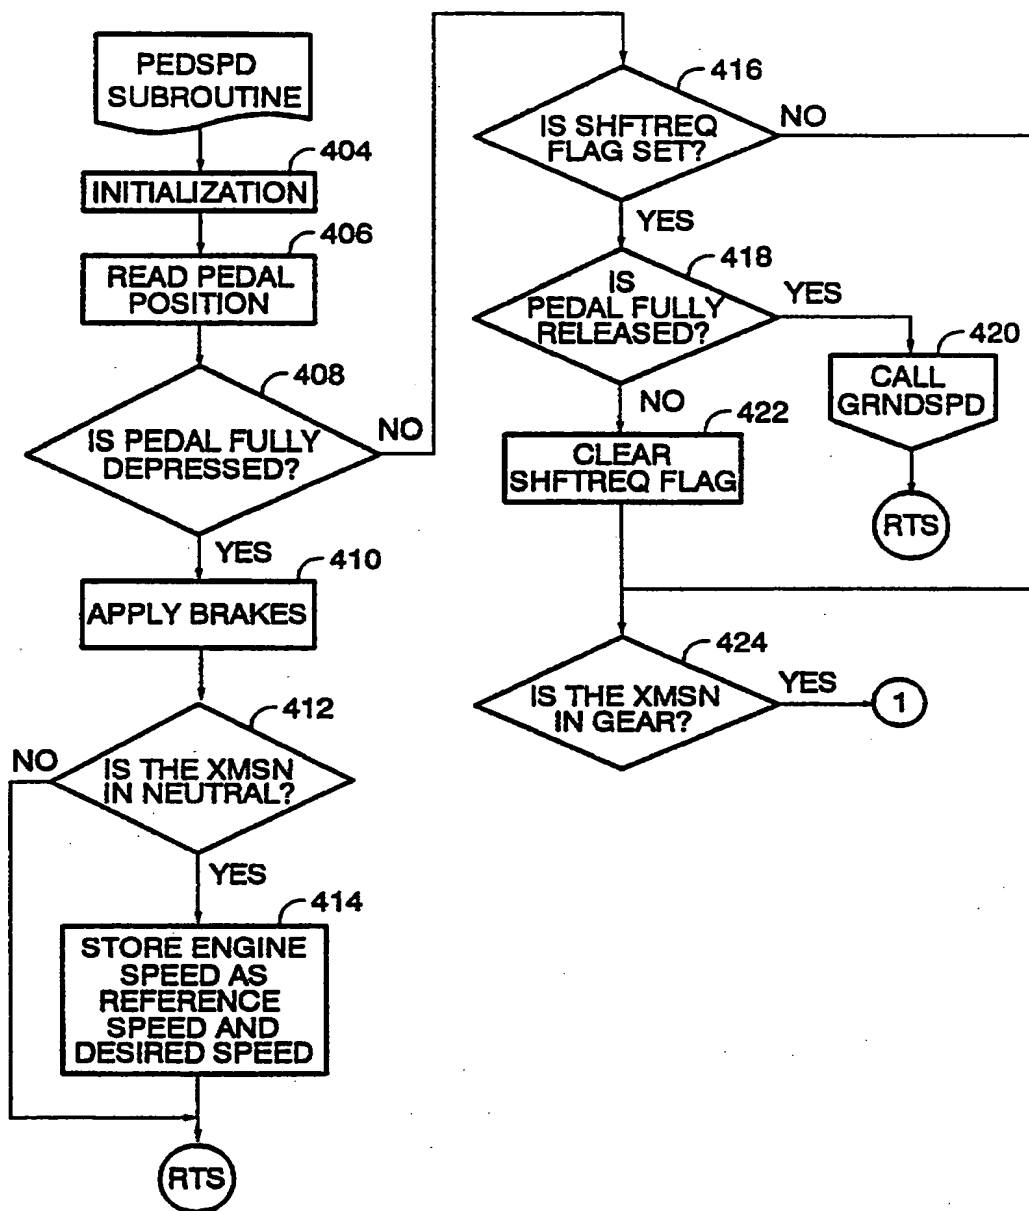 PEDSPD
SUBROUTINE
404
INITIALIZATION
406
READ PEDAL
POSITION
408
IS PEDAL FULLY
DEPRESSED?
NO
YES
410
APPLY BRAKES
412
IS THE XMSN
IN NEUTRAL?
NO
YES
414
STORE ENGINE
SPEED AS
REFERENCE
SPEED AND
DESIRED SPEED
RTS
416
IS SHFTREQ
FLAG SET?
NO
YES
418
IS
PEDAL FULLY
RELEASED?
YES
420
CALL
GRNDSPD
RTS
NO
422
CLEAR
SHFTREQ FLAG
424
IS THE XMSN
IN GEAR?
YES
1